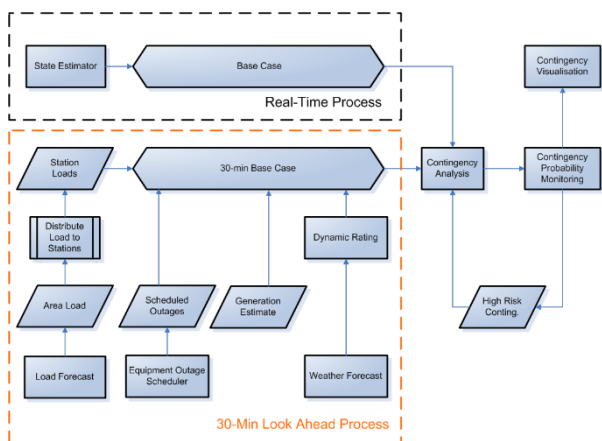 State Estimator
Base Case
Real-Time Process
Contingency
Visualisation
Station
Loads
30-min Base Case
Contingency
Analysis
Contingency
Probability
Monitoring
Distribute
Load to
Stations
Dynamic Rating
Area Load
Scheduled
Outages
Generation
Estimate
High Risk
Conting.
Load Forecast
Equipment Outage
Scheduler
Weather Forecast
30-Min Look Ahead Process